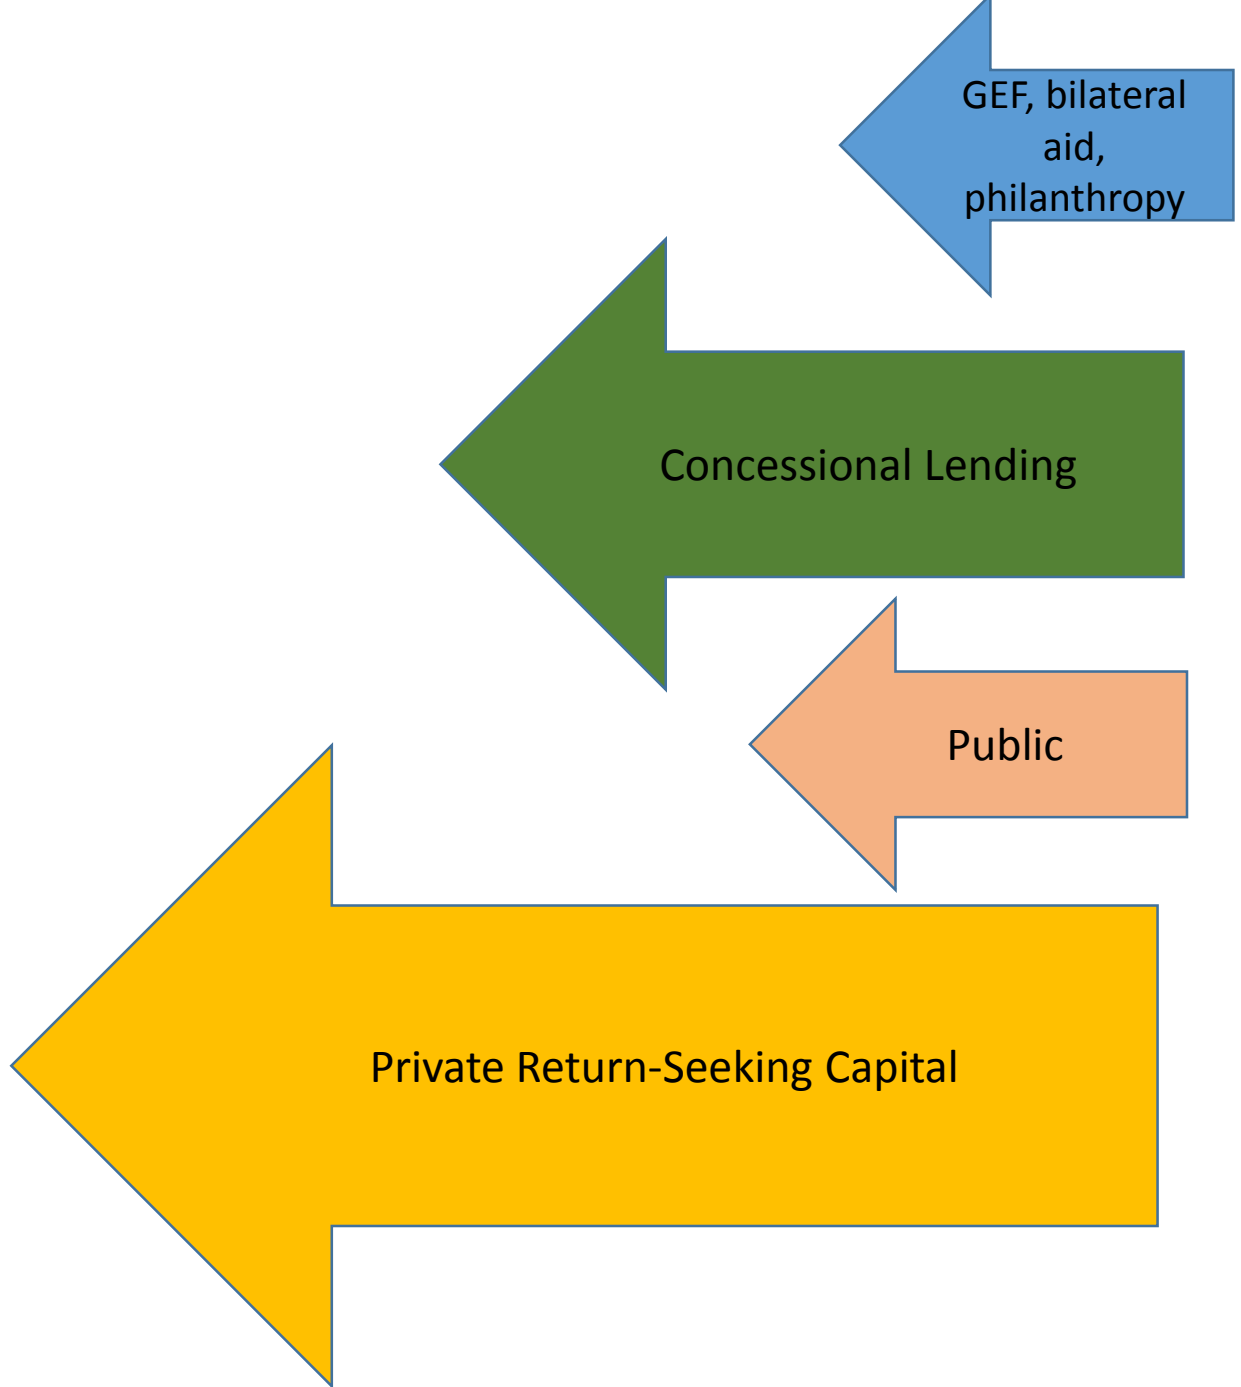 GEF, bilateral
aid,
philanthropy
Concessional Lending
Public
Private Return-Seeking Capital